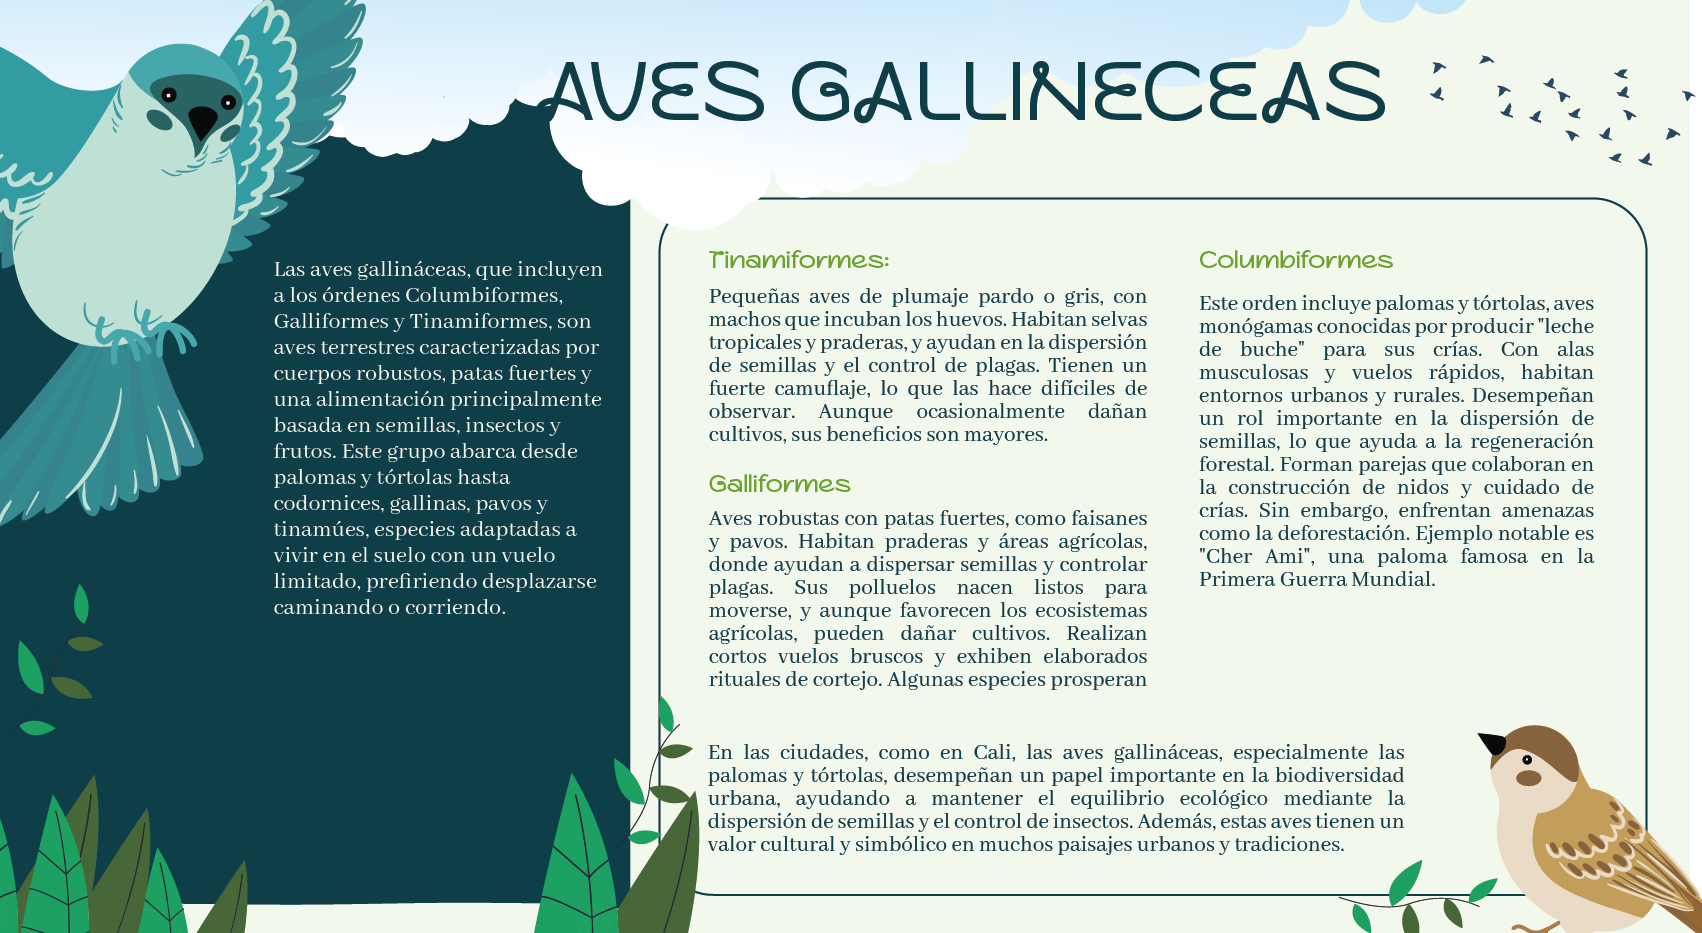 AVES GALLINECEAS
Las aves gallináceas, que incluyen
a los órdenes Columbiformes,
Galliformes y Tinamiformes, son
aves terrestres caracterizadas por
cuerpos robustos, patas fuertes y
una alimentación principalmente
basada en semillas, insectos y
frutos. Este grupo abarca desde
palomas y tórtolas hasta
codornices, gallinas, pavos y
tinamúes, especies adaptadas a
vivir en el suelo con un vuelo
limitado, prefiriendo desplazarse
caminando o corriendo.
Tinamiformes:
Pequeñas aves de plumaje pardo o gris, con
machos que incuban los huevos. Habitan selvas
tropicales y praderas, y ayudan en la dispersión
de semillas y el control de plagas. Tienen un
fuerte camuflaje, lo que las hace difíciles de
observar. Aunque ocasionalmente dañan
cultivos, sus beneficios son mayores.
Galliformes
Aves robustas con patas fuertes, como faisanes
y pavos. Habitan praderas y áreas agrícolas,
donde ayudan a dispersar semillas y controlar
plagas. Sus polluelos nacen listos para
moverse, y aunque favorecen los ecosistemas
agrícolas, pueden dañar cultivos. Realizan
cortos vuelos bruscos y exhiben elaborados
rituales de cortejo. Algunas especies prosperan
Columbiformes
Este orden incluye palomas y tórtolas, aves
monógamas conocidas por producir "leche
de buche" para sus crías. Con alas
musculosas y vuelos rápidos, habitan
entornos urbanos y rurales. Desempeñan
un rol importante en la dispersión de
semillas, lo que ayuda a la regeneración
forestal. Forman parejas que colaboran en
la construcción de nidos y cuidado de
crías. Sin embargo, enfrentan amenazas
como la deforestación. Ejemplo notable es
"Cher Ami", una paloma famosa en la
Primera Guerra Mundial.
En las ciudades, como en Cali, las aves gallináceas, especialmente las
palomas y tórtolas, desempeñan un papel importante en la biodiversidad
urbana, ayudando a mantener el equilibrio ecológico mediante la
dispersión de semillas y el control de insectos. Además, estas aves tienen un
valor cultural y simbólico en muchos paisajes urbanos y tradiciones.